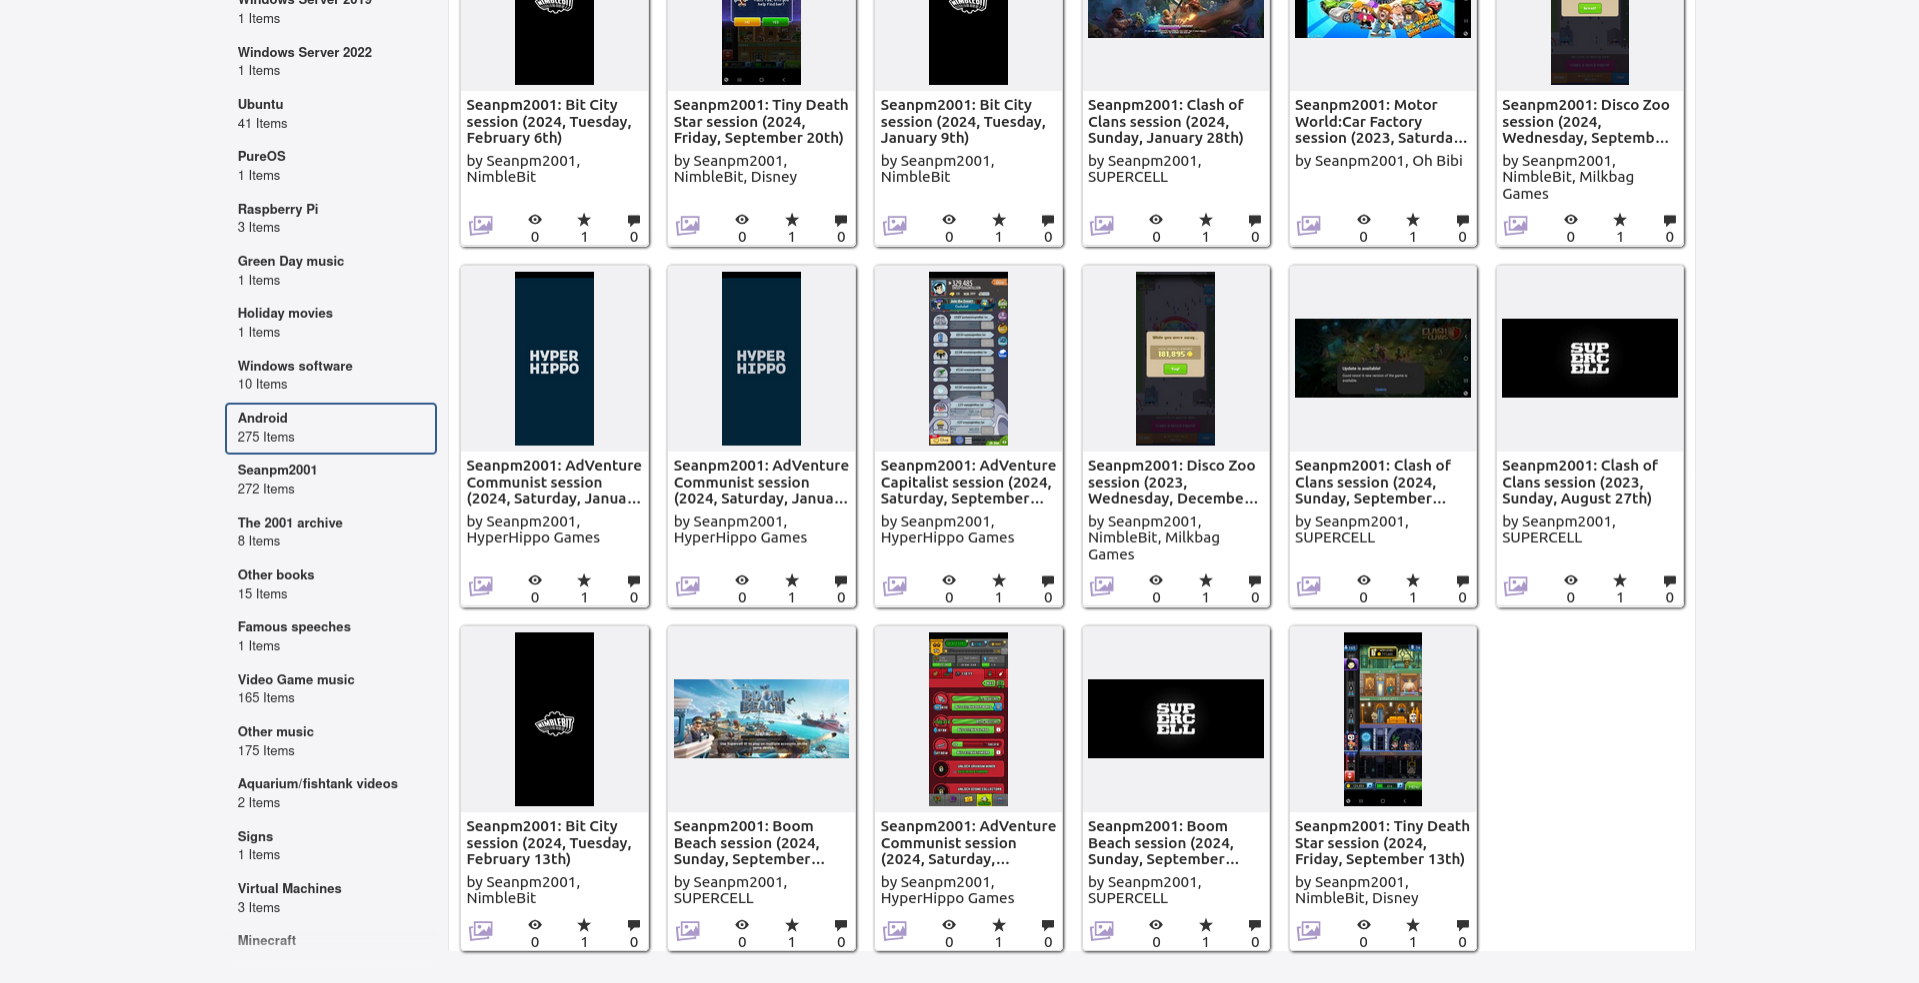 Windows Server 2019
1 Items
Windows Server 2022
1 Items
Ubuntu
41 Items
PureOS
1 Items
Raspberry Pi
3 Items
Green Day music
1 Items
Holiday movies
1 Items
Windows software
10 Items
Android
275 Items
Seanpm2001
272 Items
The 2001 archive
8 Items
Other books
15 Items
Famous speeches
1 Items
Video Game music
165 Items
Other music
175 Items
Aquarium/fishtank videos
2 Items
Signs
1 Items
Virtual Machines
3 Items
Minecraft
Seanpm2001: Bit City
session (2024, Tuesday,
February 6th)
by Seanpm2001,
NimbleBit
0 1 0
Seanpm2001: Tiny Death
Star session (2024,
Friday, September 20th)
by Seanpm2001,
NimbleBit, Disney
0 1 0
Seanpm2001: Bit City
session (2024, Tuesday,
January 9th)
by Seanpm2001,
NimbleBit
0 1 0
Seanpm2001: Clash of
Clans session (2024,
Sunday, January 28th)
by Seanpm2001,
SUPERCELL
0 1 0
Seanpm2001: Motor
World:Car Factory
session (2023, Saturda...
by Seanpm2001, Oh Bibi
0 1 0
Seanpm2001: Disco Zoo
session (2024,
Wednesday, Septemb...
by Seanpm2001,
NimbleBit, Milkbag
Games
0 1 0
HYPER
HIPPO
Seanpm2001: AdVenture
Communist session
(2024, Saturday, Janua...
by Seanpm2001,
HyperHippo Games
0 1 0
HYPER
HIPPO
Seanpm2001: AdVenture
Communist session
(2024, Saturday, Janua...
by Seanpm2001,
HyperHippo Games
0 1 0
329.485
Seanpm2001: AdVenture
Capitalist session (2024,
Saturday, September...
by Seanpm2001,
HyperHippo Games
0 1 0
While you were away...
181,895
Seanpm2001: Disco Zoo
session (2023,
Wednesday, Decembe...
by Seanpm2001,
NimbleBit, Milkbag
Games
0 1 0
Update is available!
Update
Seanpm2001: Clash of
Clans session (2024,
Sunday, September...
by Seanpm2001,
SUPERCELL
0 1 0
SUP
ERC
ELL
Seanpm2001: Clash of
Clans session (2023,
Sunday, August 27th)
by Seanpm2001,
SUPERCELL
0 1 0
NIMBLEBIT
Seanpm2001: Bit City
session (2024, Tuesday,
February 13th)
by Seanpm2001,
NimbleBit
0 1 0
BOOM
BEACH
Seanpm2001: Boom
Beach session (2024,
Sunday, September...
by Seanpm2001,
SUPERCELL
0 1 0
Seanpm2001: AdVenture
Communist session
(2024, Saturday,...
by Seanpm2001,
HyperHippo Games
0 1 0
SUP
ERC
ELL
Seanpm2001: Boom
Beach session (2024,
Sunday, September...
by Seanpm2001,
SUPERCELL
0 1 0
Seanpm2001: Tiny Death
Star session (2024,
Friday, September 13th)
by Seanpm2001,
NimbleBit, Disney
0 1 0